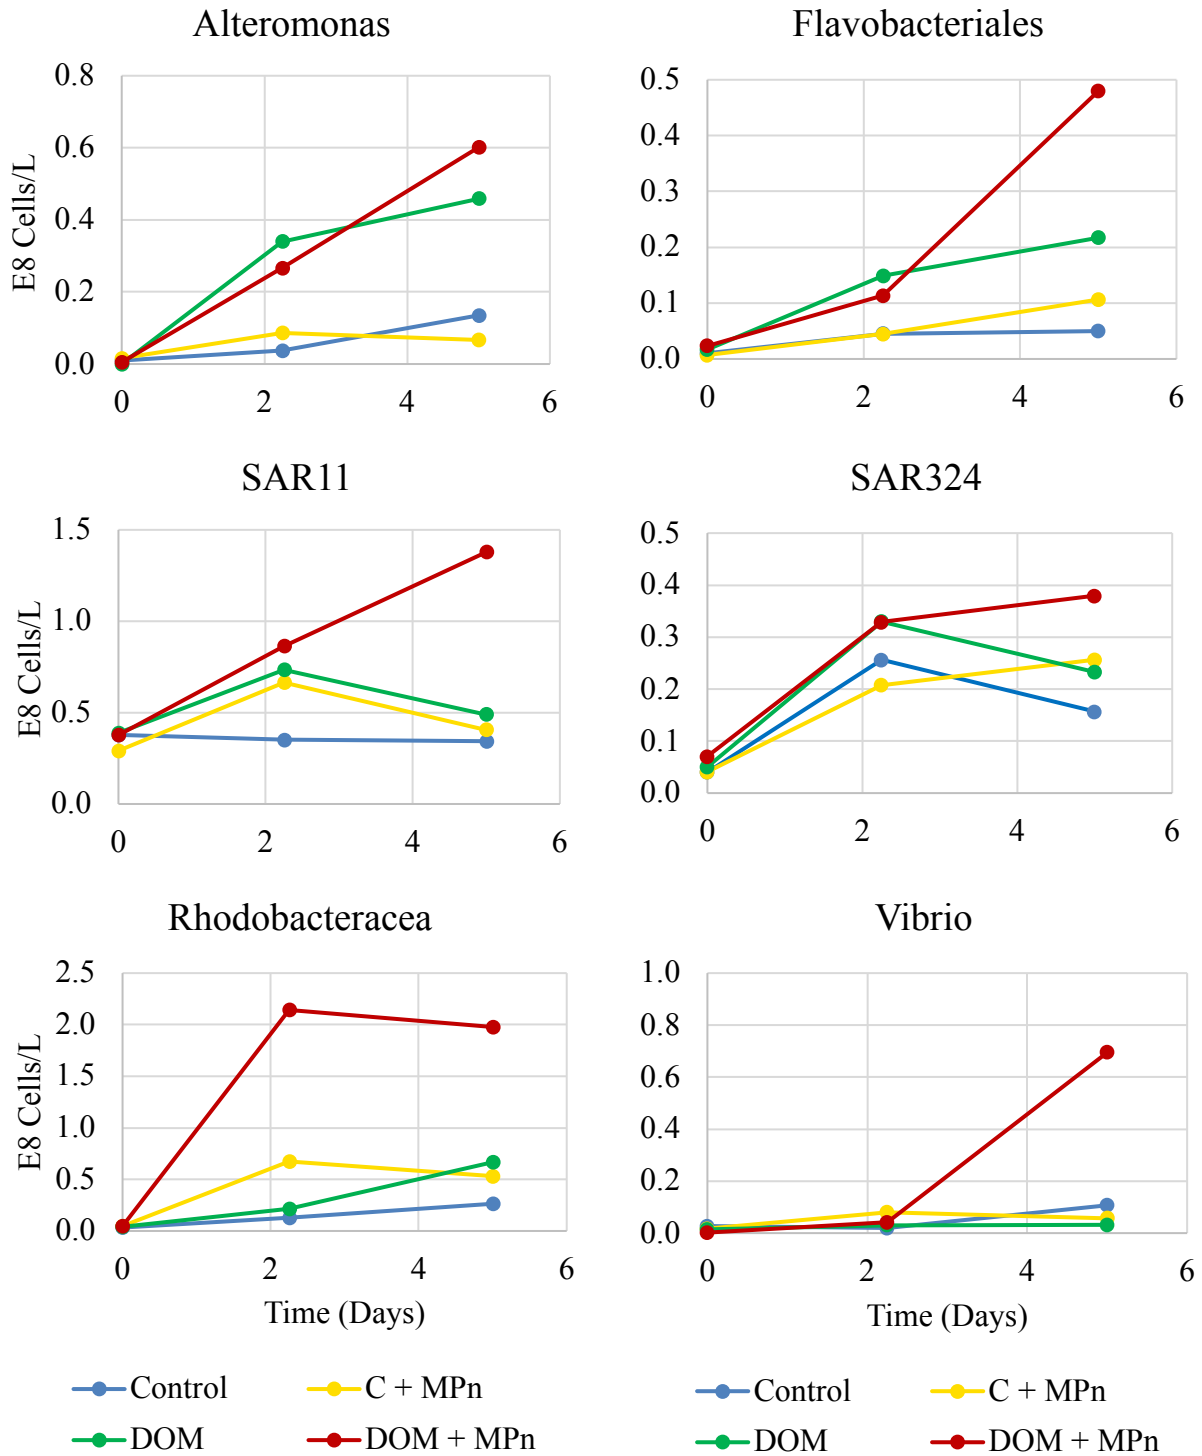 Alteromonas
Flavobacteriales
E8 Cells/L
0.8
0.6
0.4
0.2
0.0
0 2 4 6
0.5
0.4
0.3
0.2
0.1
0.0
0 2 4 6
SAR11
SAR324
E8 Cells/L
1.5
1.0
0.5
0.0
0 2 4 6
0.5
0.4
0.3
0.2
0.1
0.0
0 2 4 6
Rhodobacteracea
Vibrio
E8 Cells/L
2.5
2.0
1.5
1.0
0.5
0.0
0 2 4 6
Time (Days)
1.0
0.8
0.6
0.4
0.2
0.0
0 2 4 6
Time (Days)
Control C + MPn
DOM DOM + MPn
Control C + MPn
DOM DOM + MPn